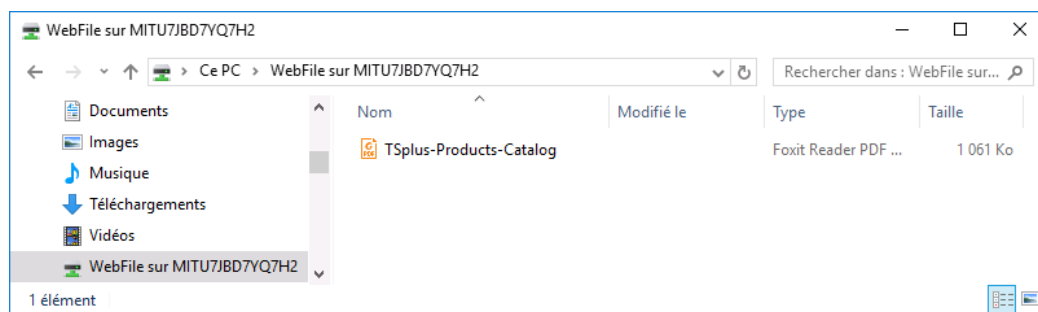 WebFile sur MITU7JBD7YQ7H2
Ce PC > WebFile sur MITU7JBD7YQ7H2 Rechercher dans : WebFile sur...
Documents Nom Modifié le Type Taille
Images TSplus-Products-Catalog Foxit Reader PDF ... 1 061 Ko
Musique
Téléchargements
Vidéos
WebFile sur MITU7JBD7YQ7H2
1 élément